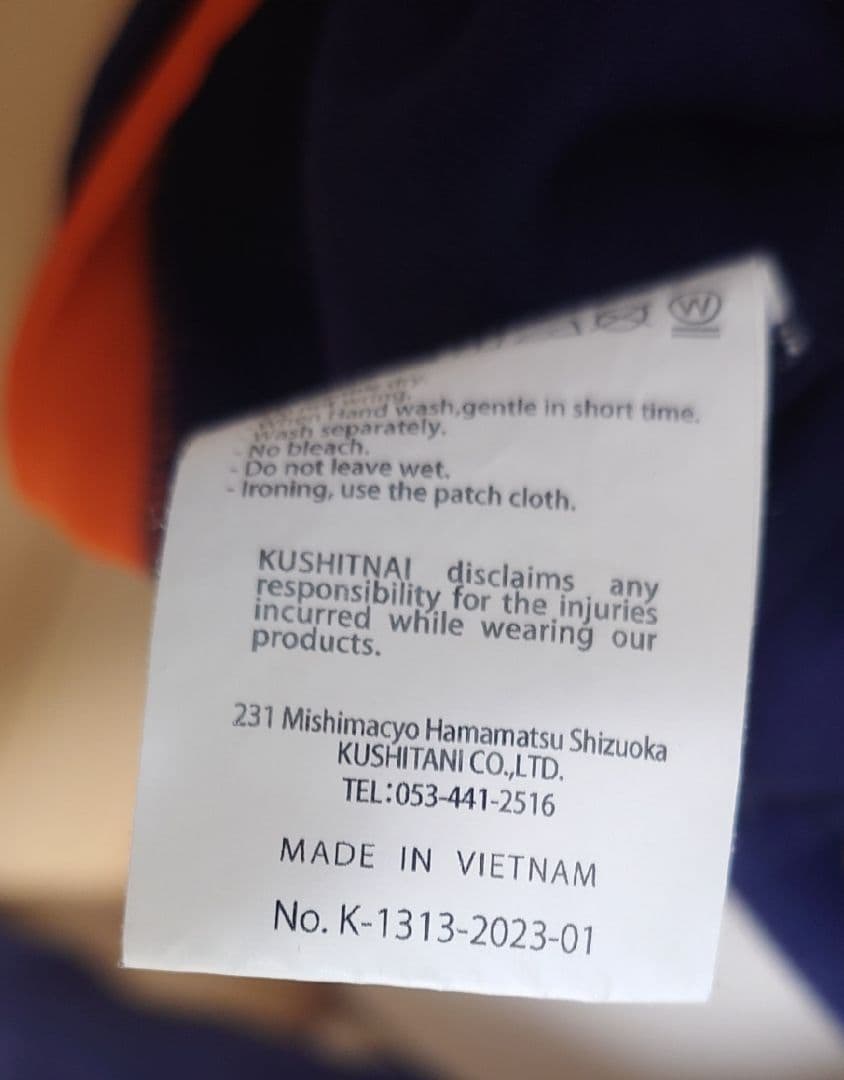 W
Hand wash,gentle in short time.
Wash separately.
- No bleach.
- Do not leave wet.
- Ironing, use the patch cloth.
KUSHITNAI disclaims any
responsibility for the injuries
incurred while wearing our
products.
231 Mishimacyo Hamamatsu Shizuoka
KUSHITANI CO.,LTD.
TEL:053-441-2516
MADE IN VIETNAM
No. K-1313-2023-01